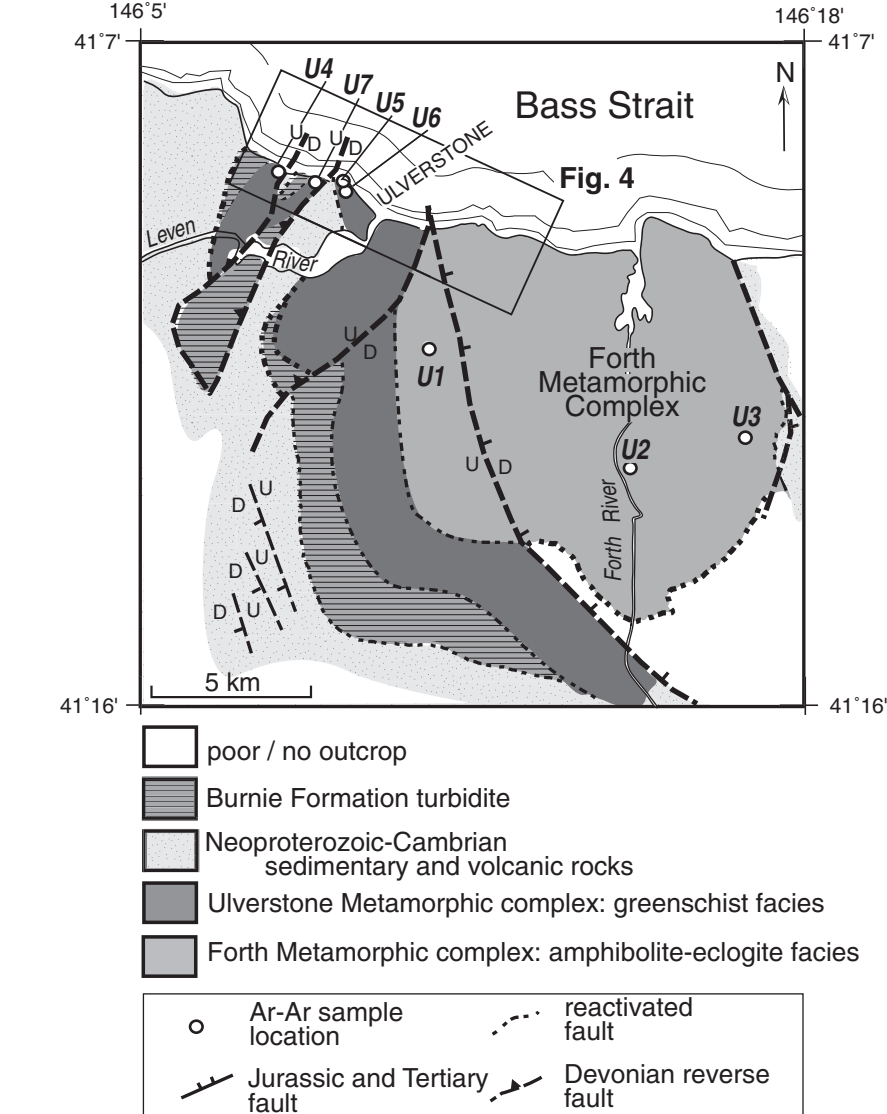 146˚5'
146˚18'
41˚7'
41˚7'
U4
U7
U5
U6
N
Bass Strait
ULVERSTONE
Fig. 4
U
D
U
D
Leven
River
U
D
U1
Forth
Metamorphic
Complex
U3
U2
U
D
Forth River
D
U
D
U
D
U
5 km
41˚16'
41˚16'
poor / no outcrop
Burnie Formation turbidite
Neoproterozoic-Cambrian
sedimentary and volcanic rocks
Ulverstone Metamorphic complex: greenschist facies
Forth Metamorphic complex: amphibolite-eclogite facies
Ar-Ar sample
location
reactivated
fault
Jurassic and Tertiary
fault
Devonian reverse
fault